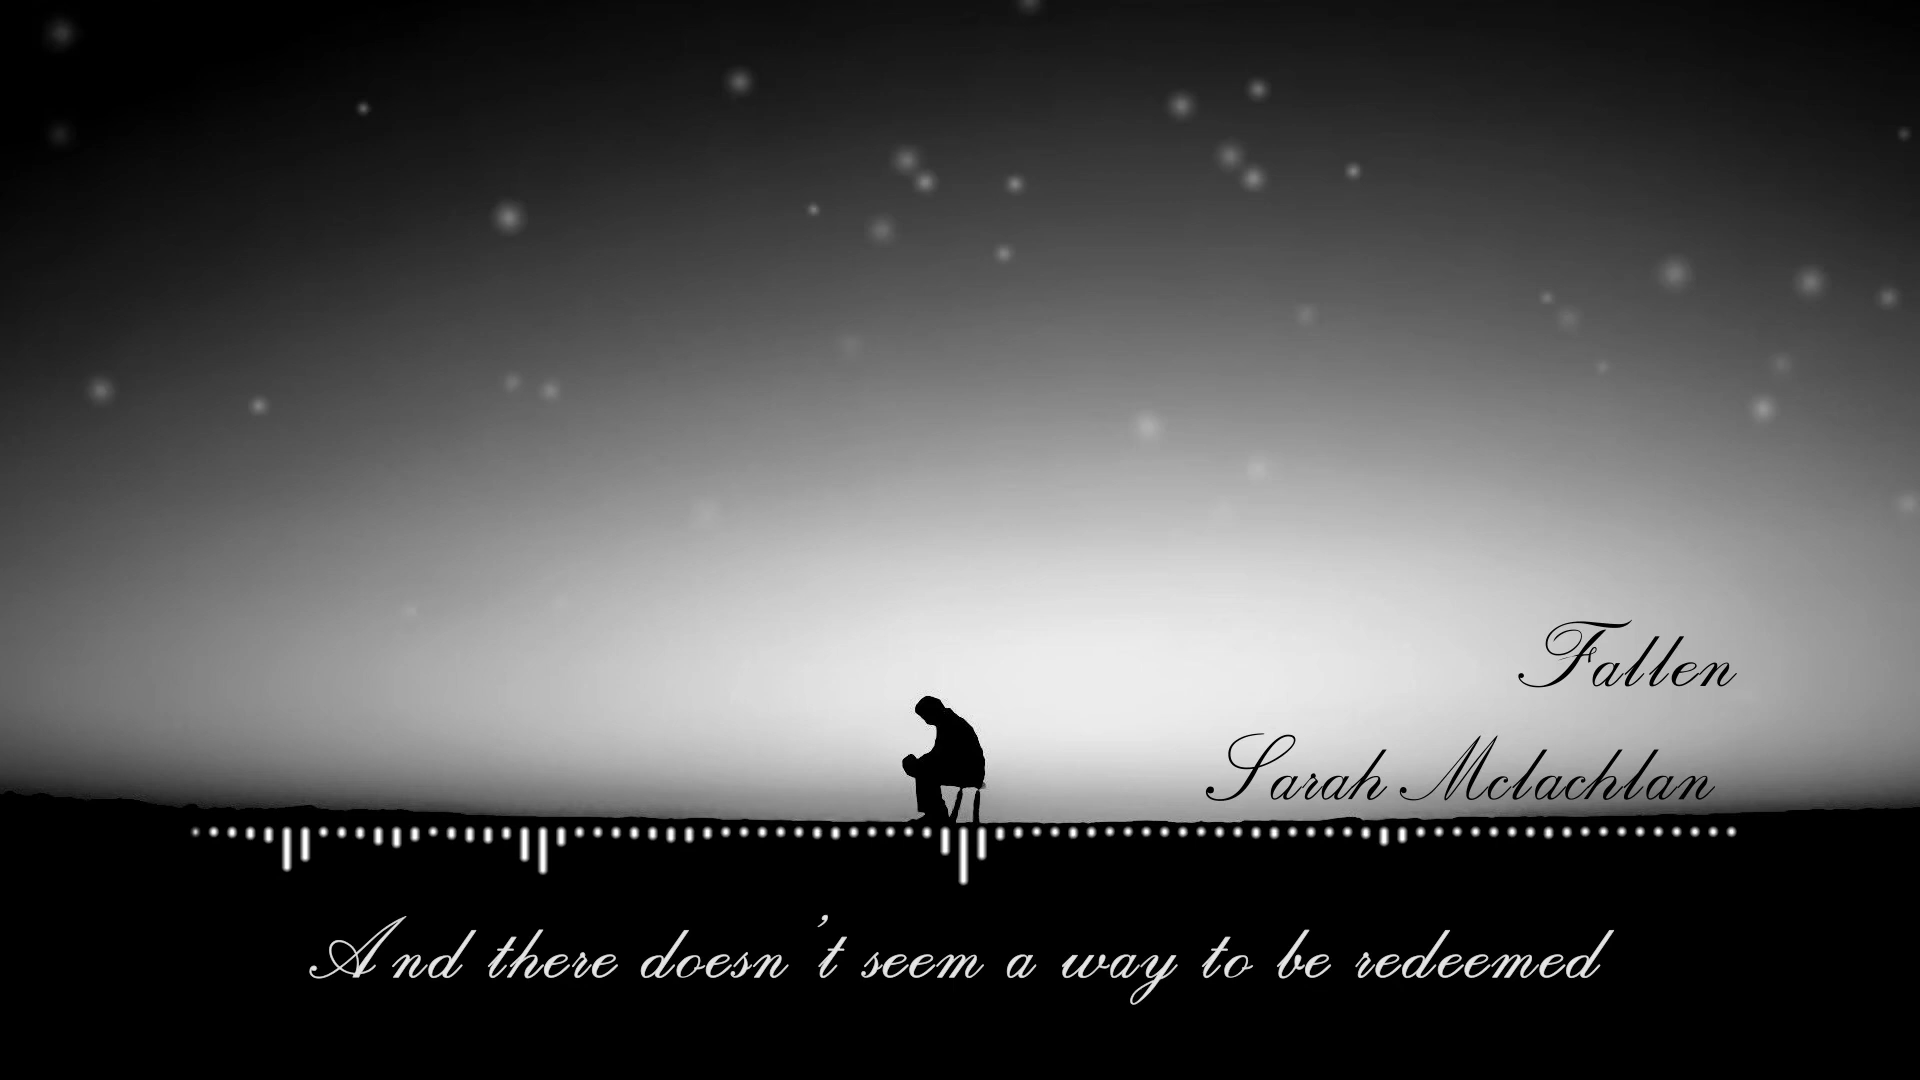 Fallen
Sarah Mclachlan
And there doesn't seem a way to be redeemed